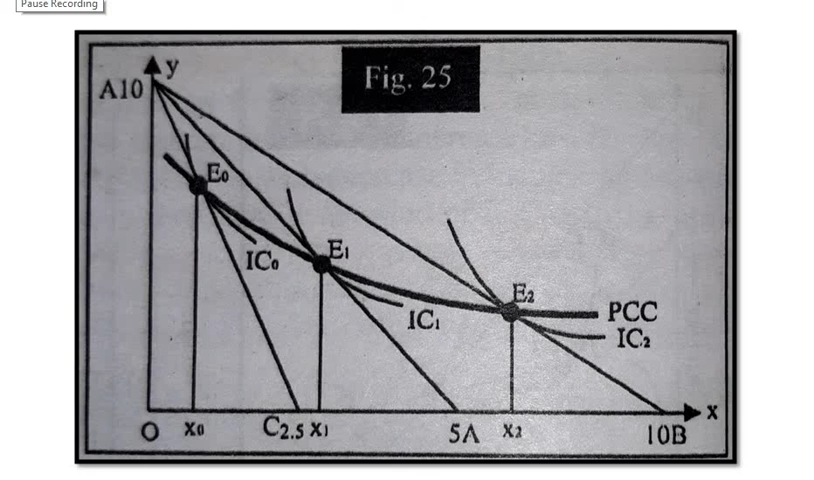 Pause Recording
Fig. 25
y
A10
E₀
IC₀
E₁
IC₁
E₂
PCC
IC₂
x
O X₀ C2.5 X₁ 5A X₂ 10B